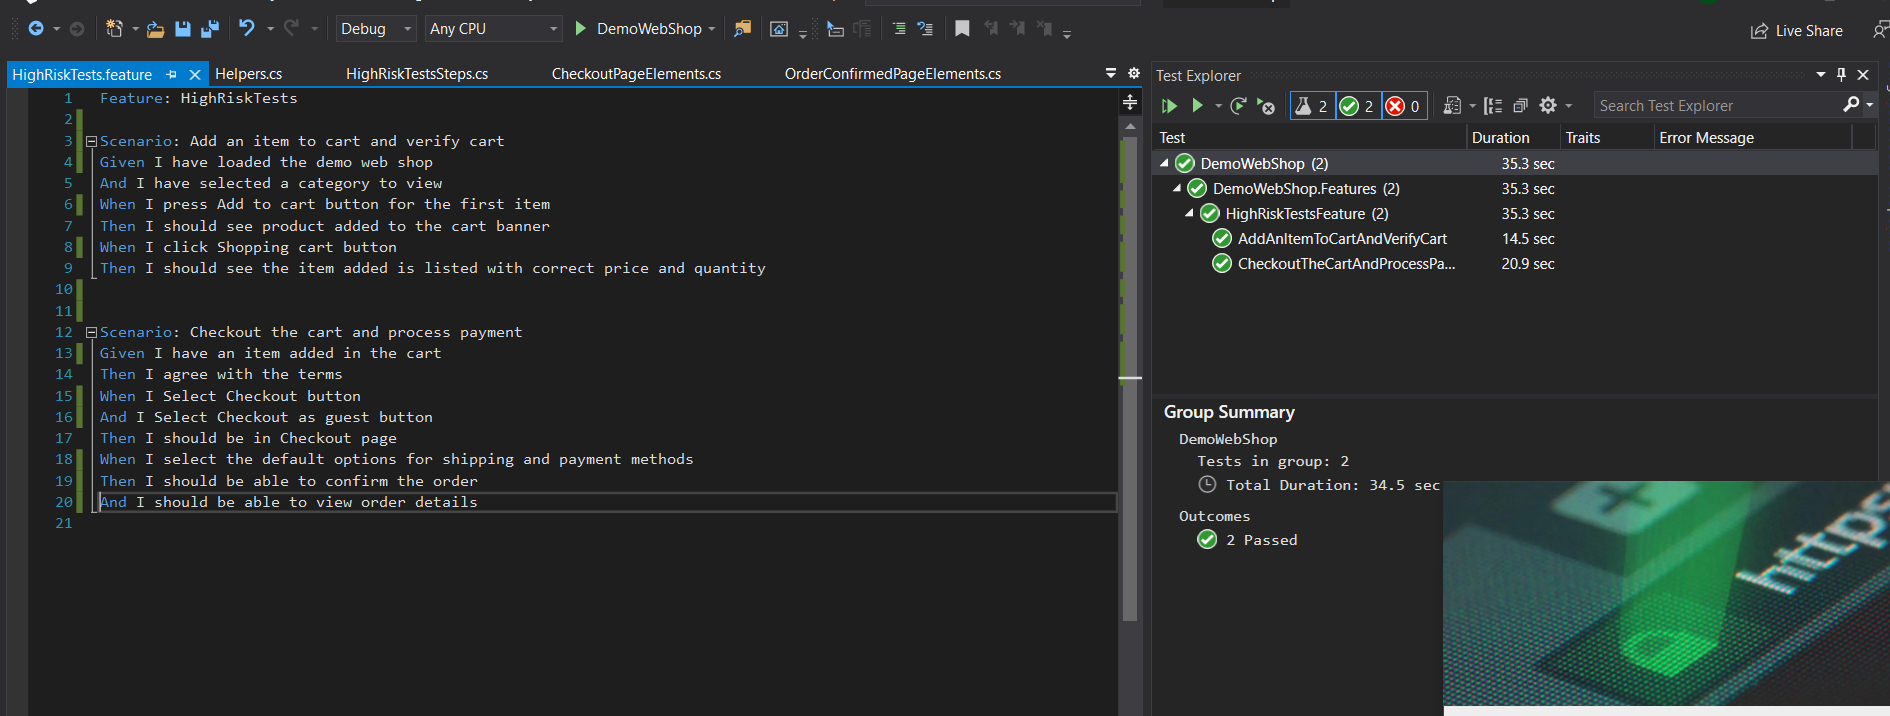 Debug
Any CPU
DemoWebShop
Live Share
HighRiskTests.feature
Helpers.cs
HighRiskTestsSteps.cs
CheckoutPageElements.cs
OrderConfirmedPageElements.cs
1 Feature: HighRiskTests
2
3 Scenario: Add an item to cart and verify cart
4 Given I have loaded the demo web shop
5 And I have selected a category to view
6 When I press Add to cart button for the first item
7 Then I should see product added to the cart banner
8 When I click Shopping cart button
9 Then I should see the item added is listed with correct price and quantity
10
11
12 Scenario: Checkout the cart and process payment
13 Given I have an item added in the cart
14 Then I agree with the terms
15 When I Select Checkout button
16 And I Select Checkout as guest button
17 Then I should be in Checkout page
18 When I select the default options for shipping and payment methods
19 Then I should be able to confirm the order
20 And I should be able to view order details
21
Test Explorer
2 2 0
Search Test Explorer
Test Duration Traits Error Message
DemoWebShop (2) 35.3 sec
DemoWebShop.Features (2) 35.3 sec
HighRiskTestsFeature (2) 35.3 sec
AddAnItemToCartAndVerifyCart 14.5 sec
CheckoutTheCartAndProcessPa... 20.9 sec
Group Summary
DemoWebShop
Tests in group: 2
Total Duration: 34.5 sec
Outcomes
2 Passed
https